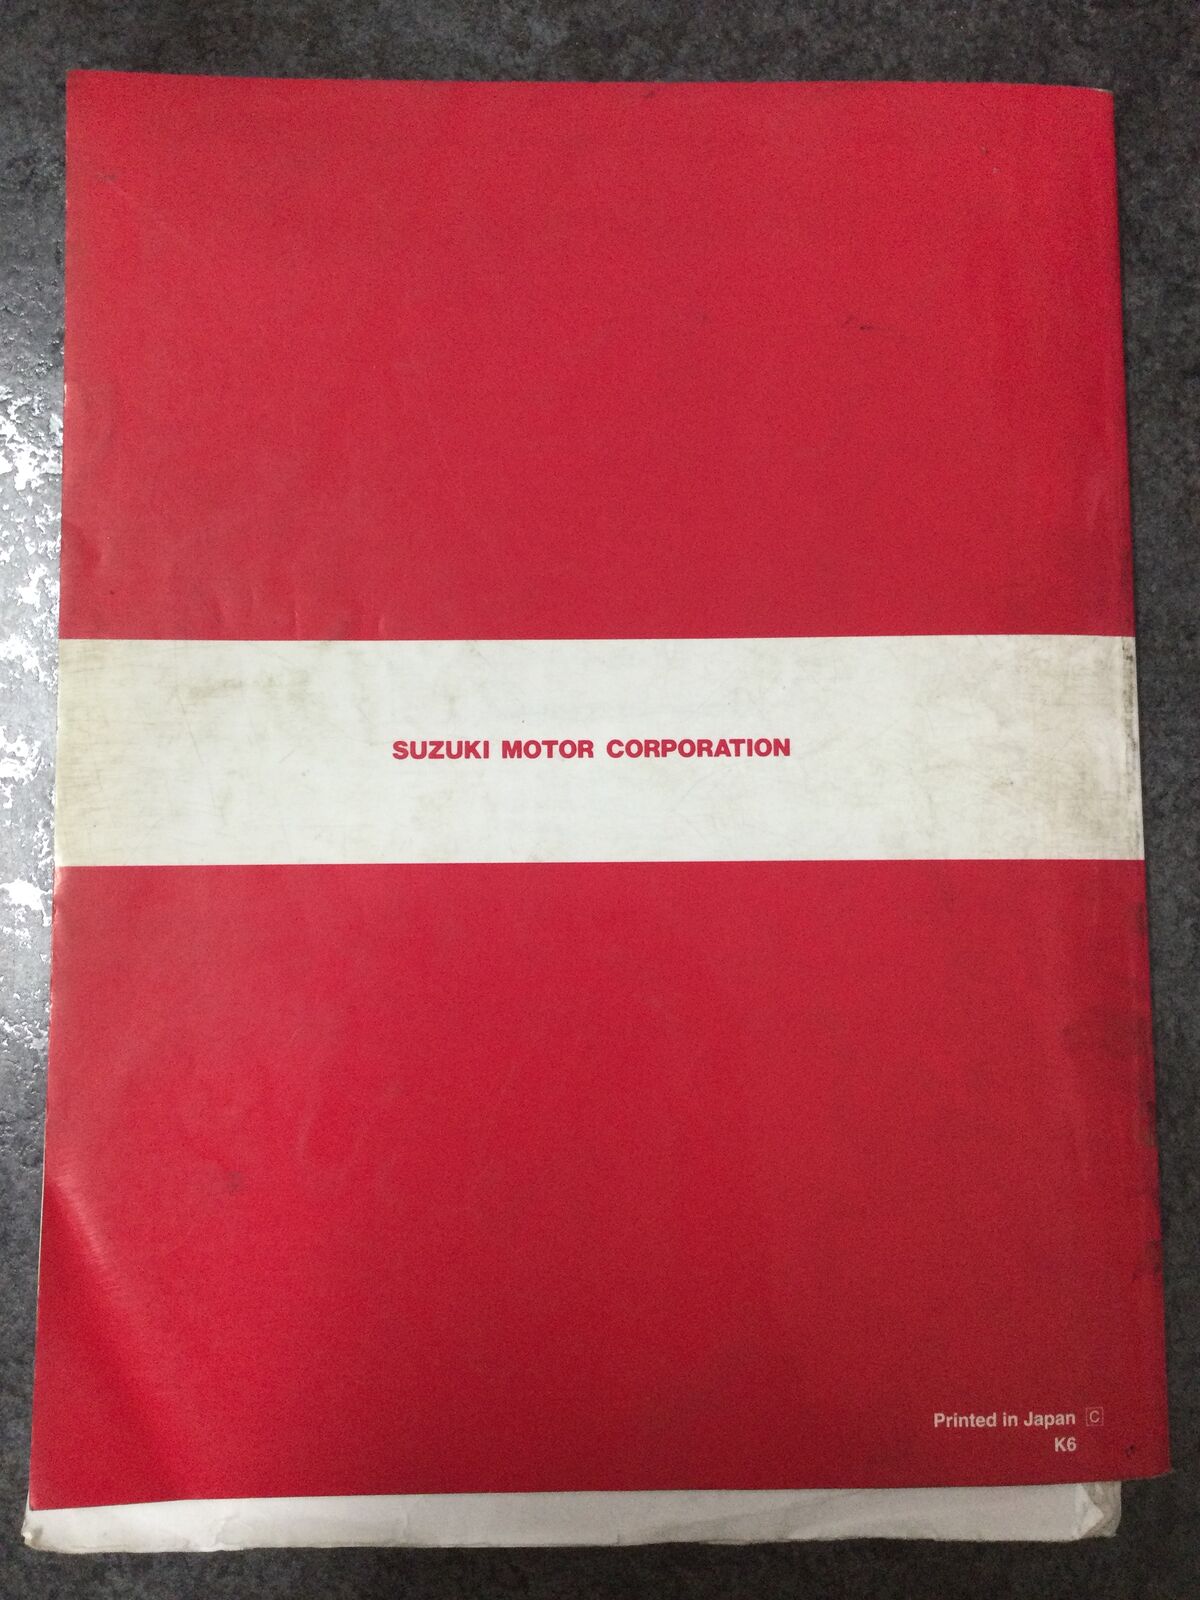 SUZUKI MOTOR CORPORATION
Printed in Japan C
K6